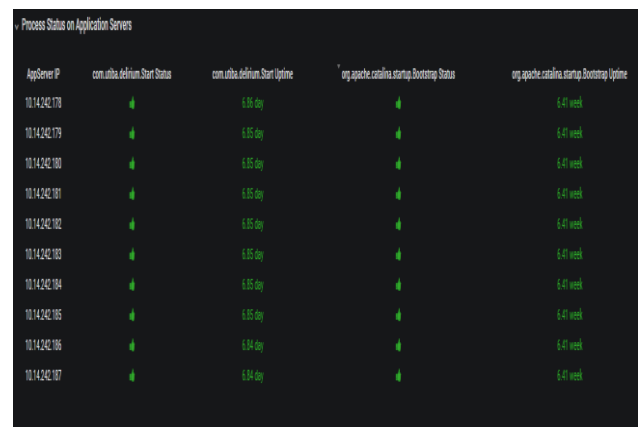 Process Status on Application Servers
AppServer IP com.utiba.delirium.Start Status com.utiba.delirium.Start Uptime org.apache.catalina.startup.Bootstrap Status org.apache.catalina.startup.Bootstrap Uptime
10.14.242.178 6.86 day 6.41 week
10.14.242.179 6.85 day 6.41 week
10.14.242.180 6.85 day 6.41 week
10.14.242.181 6.85 day 6.41 week
10.14.242.182 6.85 day 6.41 week
10.14.242.183 6.85 day 6.41 week
10.14.242.184 6.85 day 6.41 week
10.14.242.185 6.85 day 6.41 week
10.14.242.186 6.84 day 6.41 week
10.14.242.187 6.84 day 6.41 week